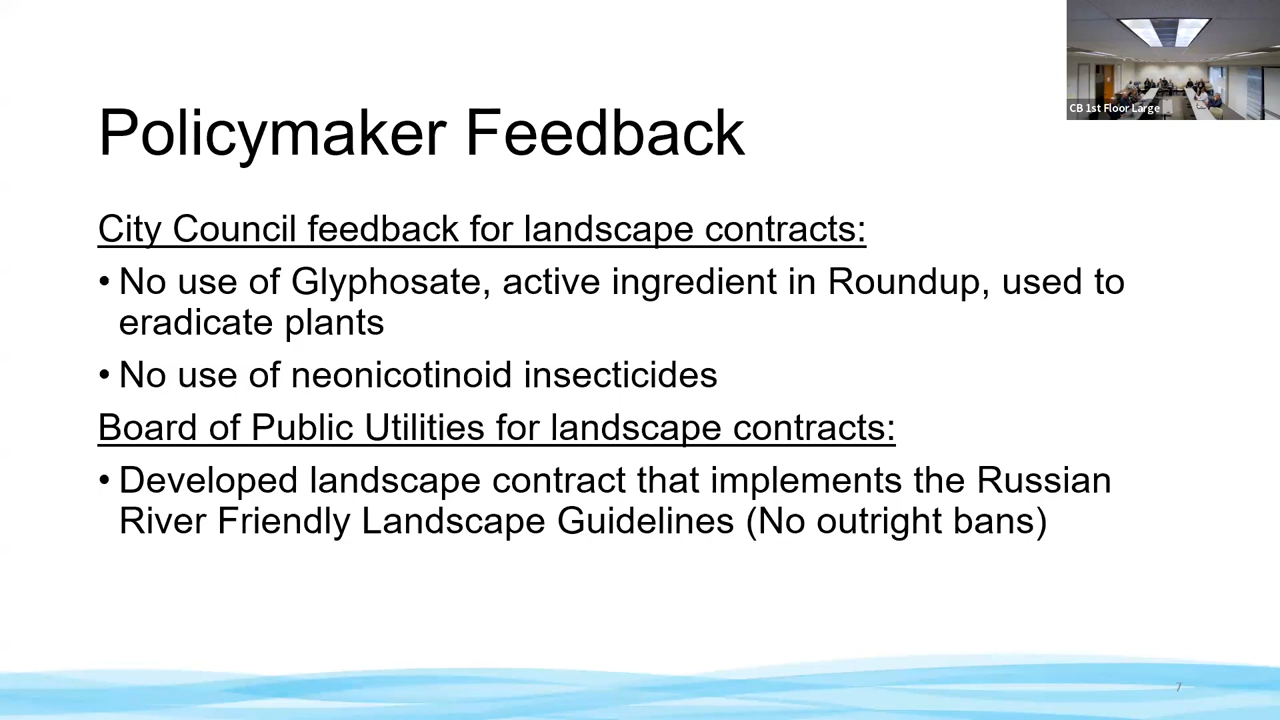 CB 1st Floor Large
Policymaker Feedback
City Council feedback for landscape contracts:
• No use of Glyphosate, active ingredient in Roundup, used to
eradicate plants
• No use of neonicotinoid insecticides
Board of Public Utilities for landscape contracts:
• Developed landscape contract that implements the Russian
River Friendly Landscape Guidelines (No outright bans)
7